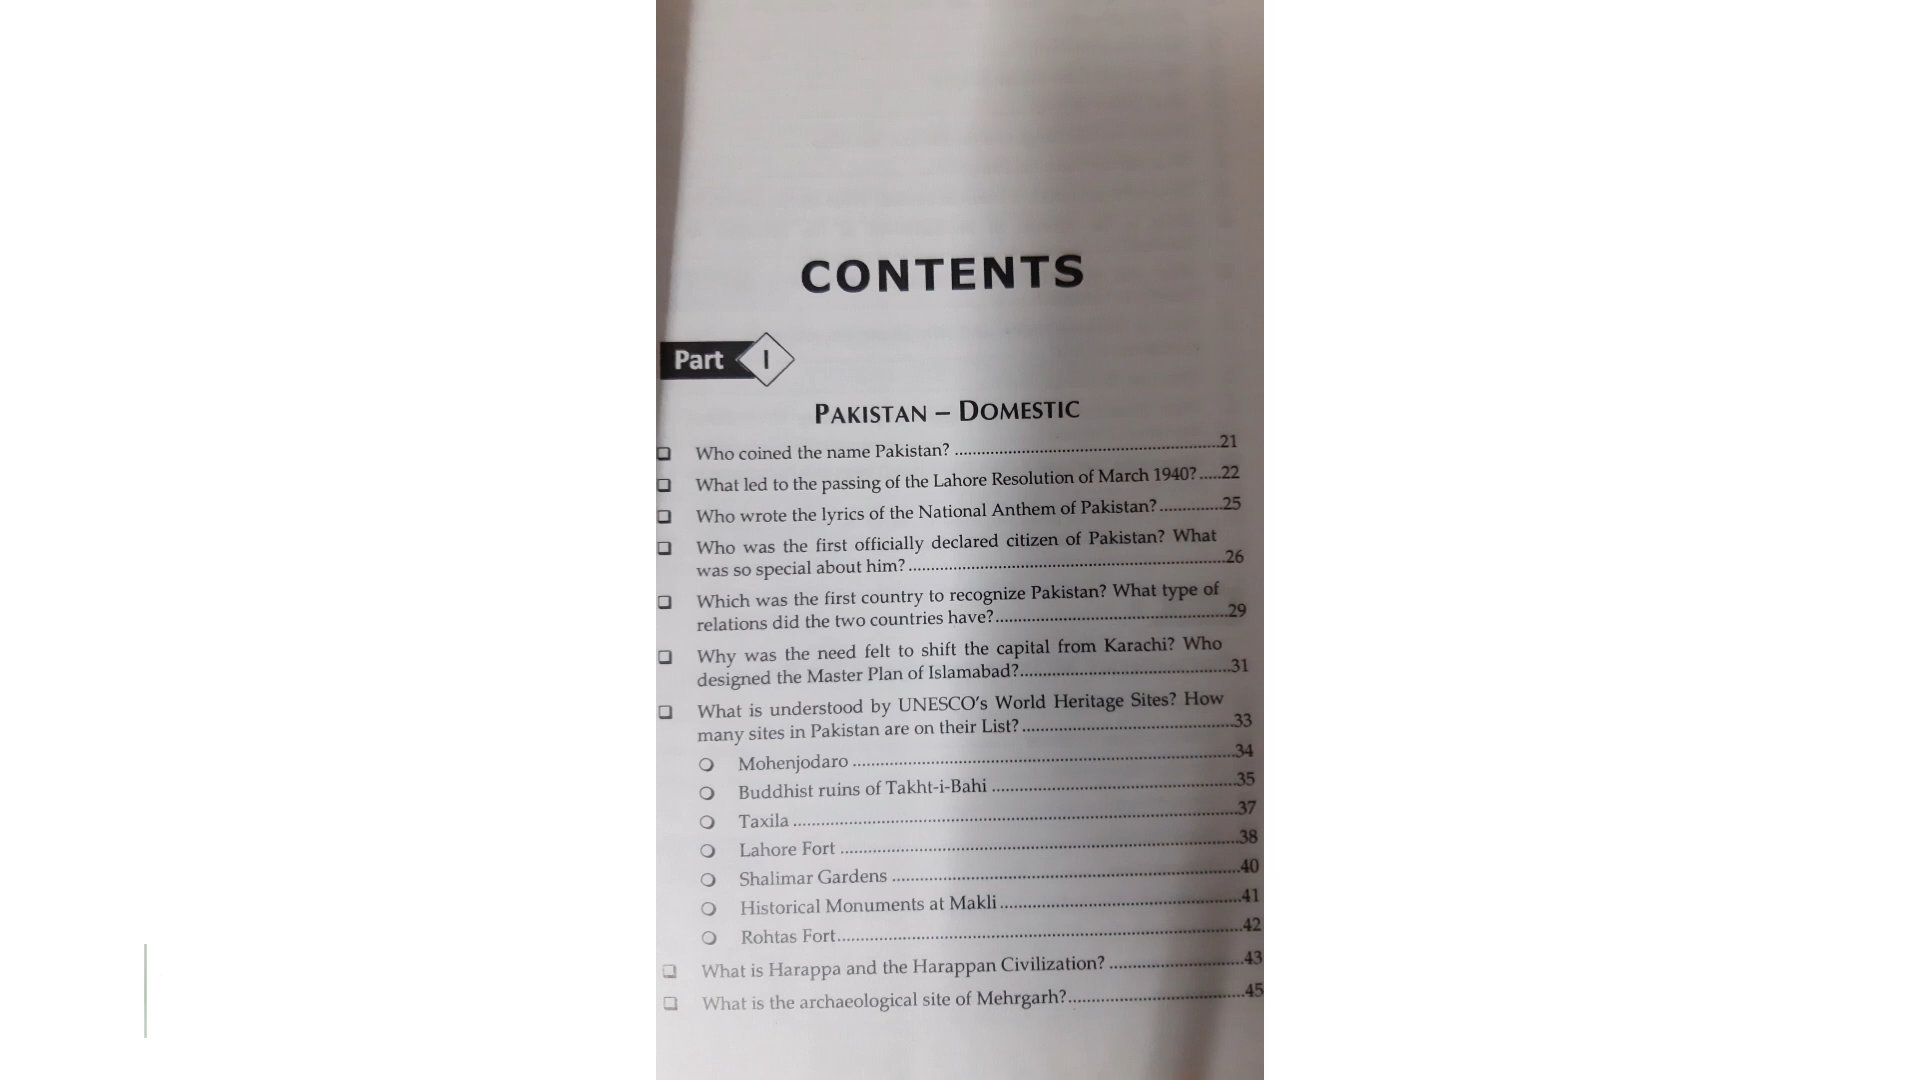 CONTENTS
Part I
PAKISTAN – DOMESTIC
❑ Who coined the name Pakistan? ..........................................................21
❑ What led to the passing of the Lahore Resolution of March 1940? .....22
❑ Who wrote the lyrics of the National Anthem of Pakistan? ..............25
❑ Who was the first officially declared citizen of Pakistan? What
was so special about him? ......................................................................26
❑ Which was the first country to recognize Pakistan? What type of
relations did the two countries have?....................................................29
❑ Why was the need felt to shift the capital from Karachi? Who
designed the Master Plan of Islamabad?...............................................31
❑ What is understood by UNESCO's World Heritage Sites? How
many sites in Pakistan are on their List? ...............................................33
❍ Mohenjodaro .....................................................................................34
❍ Buddhist ruins of Takht-i-Bahi ......................................................35
❍ Taxila ..................................................................................................37
❍ Lahore Fort ........................................................................................38
❍ Shalimar Gardens .............................................................................40
❍ Historical Monuments at Makli .....................................................41
❍ Rohtas Fort.........................................................................................42
❑ What is Harappa and the Harappan Civilization? ..............................43
❑ What is the archaeological site of Mehrgarh?.......................................45